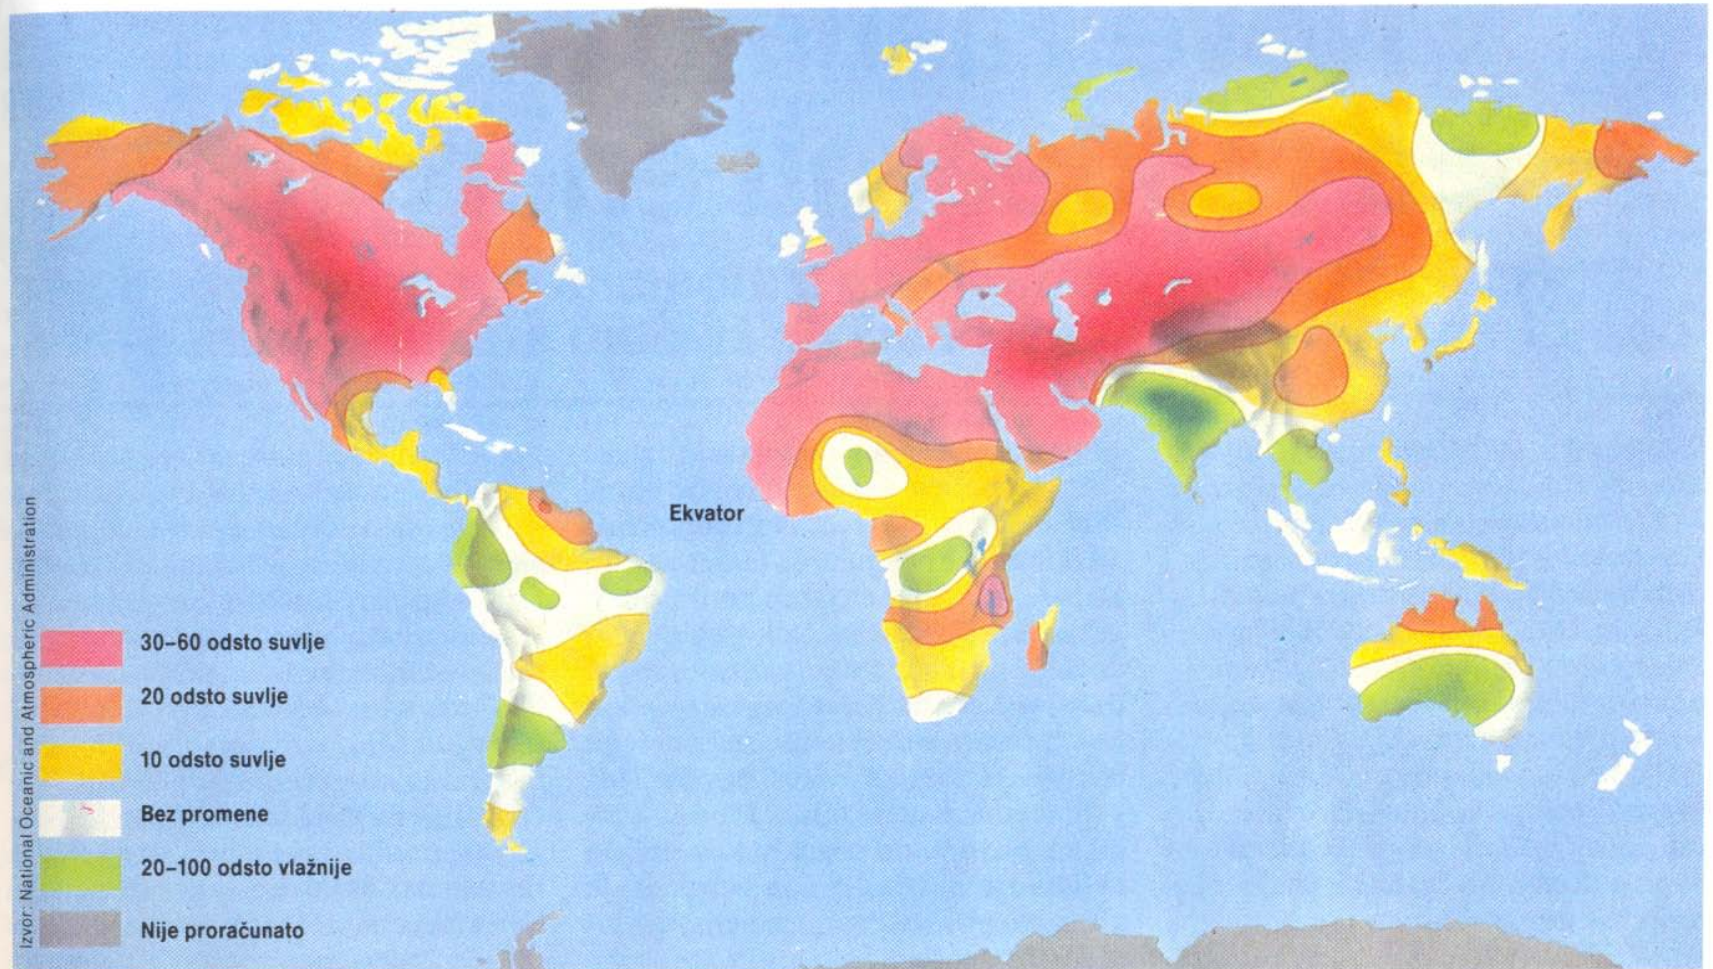 Ekvator
30–60 odsto suvlje
20 odsto suvlje
10 odsto suvlje
Bez promene
20–100 odsto vlažnije
Nije proračunato
Izvor: National Oceanic and Atmospheric Administration